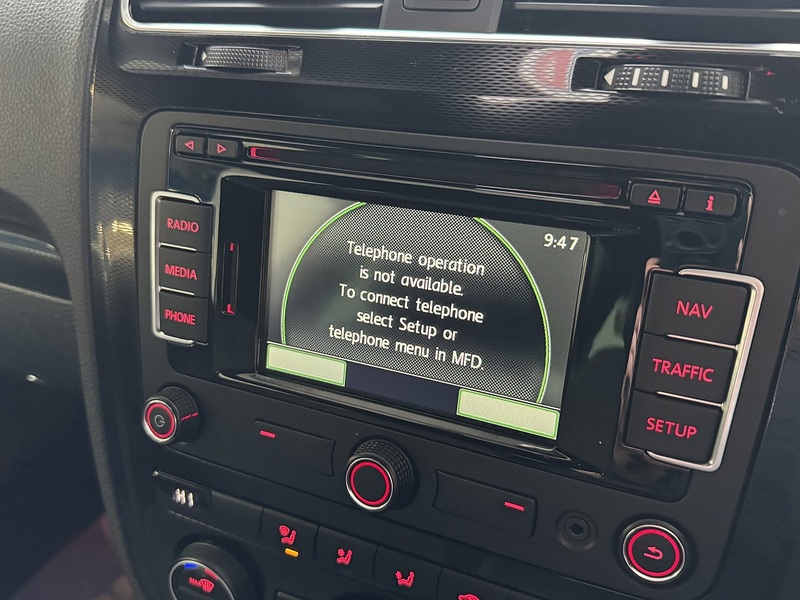 RADIO
MEDIA
PHONE
9:47
Telephone operation
is not available.
To connect telephone
select Setup or
telephone menu in MFD.
NAV
TRAFFIC
SETUP
i
MAX